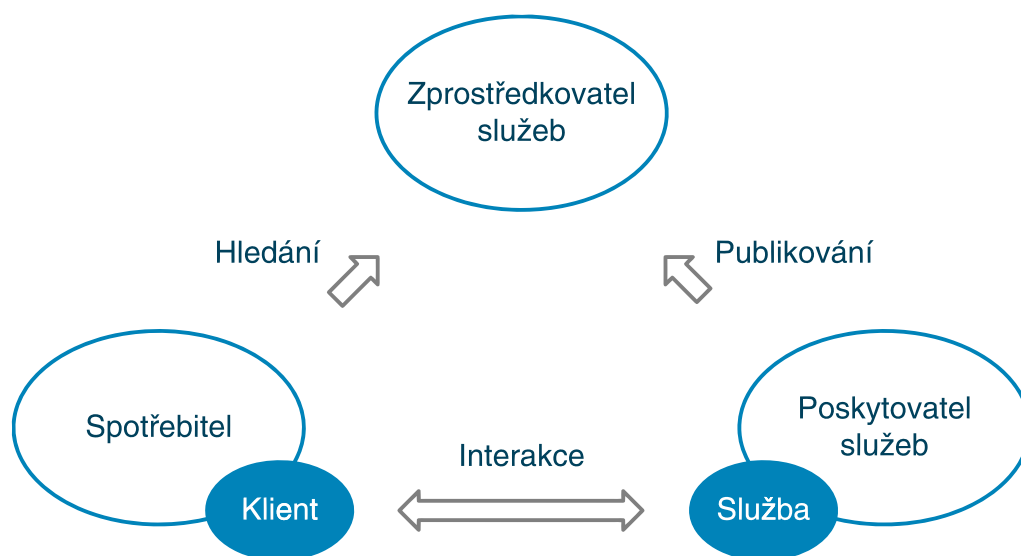 Zprostředkovatel
služeb
Hledání
Publikování
Spotřebitel
Poskytovatel
služeb
Interakce
Klient
Služba